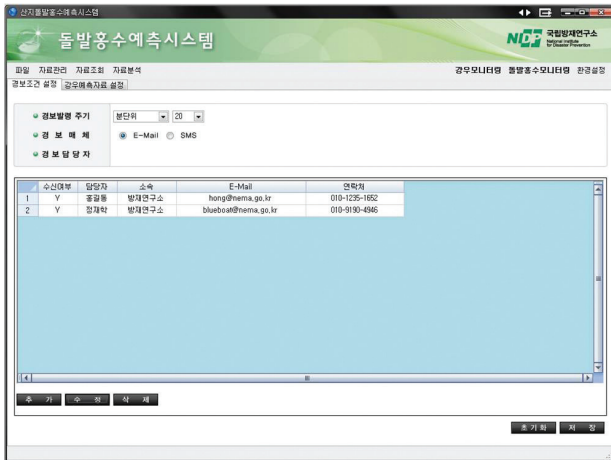 산지돌발홍수예측시스템
돌발홍수예측시스템
NIDP 국립방재연구소
National Institute
for Disaster Prevention
파일 자료관리 자료조회 자료분석 강우모니터링 돌발홍수모니터링 환경설정
경보조건 설정 강우예측자료 설정
경보발령 주기 분단위 20
경 보 매 체 E-Mail SMS
경 보 담 당 자
수신여부 담당자 소속 E-Mail 연락처
1 Y 홍길동 방재연구소 hong@nema.go.kr 010-1235-1652
2 Y 정재학 방재연구소 blueboat@nema.go.kr 010-9190-4946
추 가 수 정 삭 제
초기화 저 장